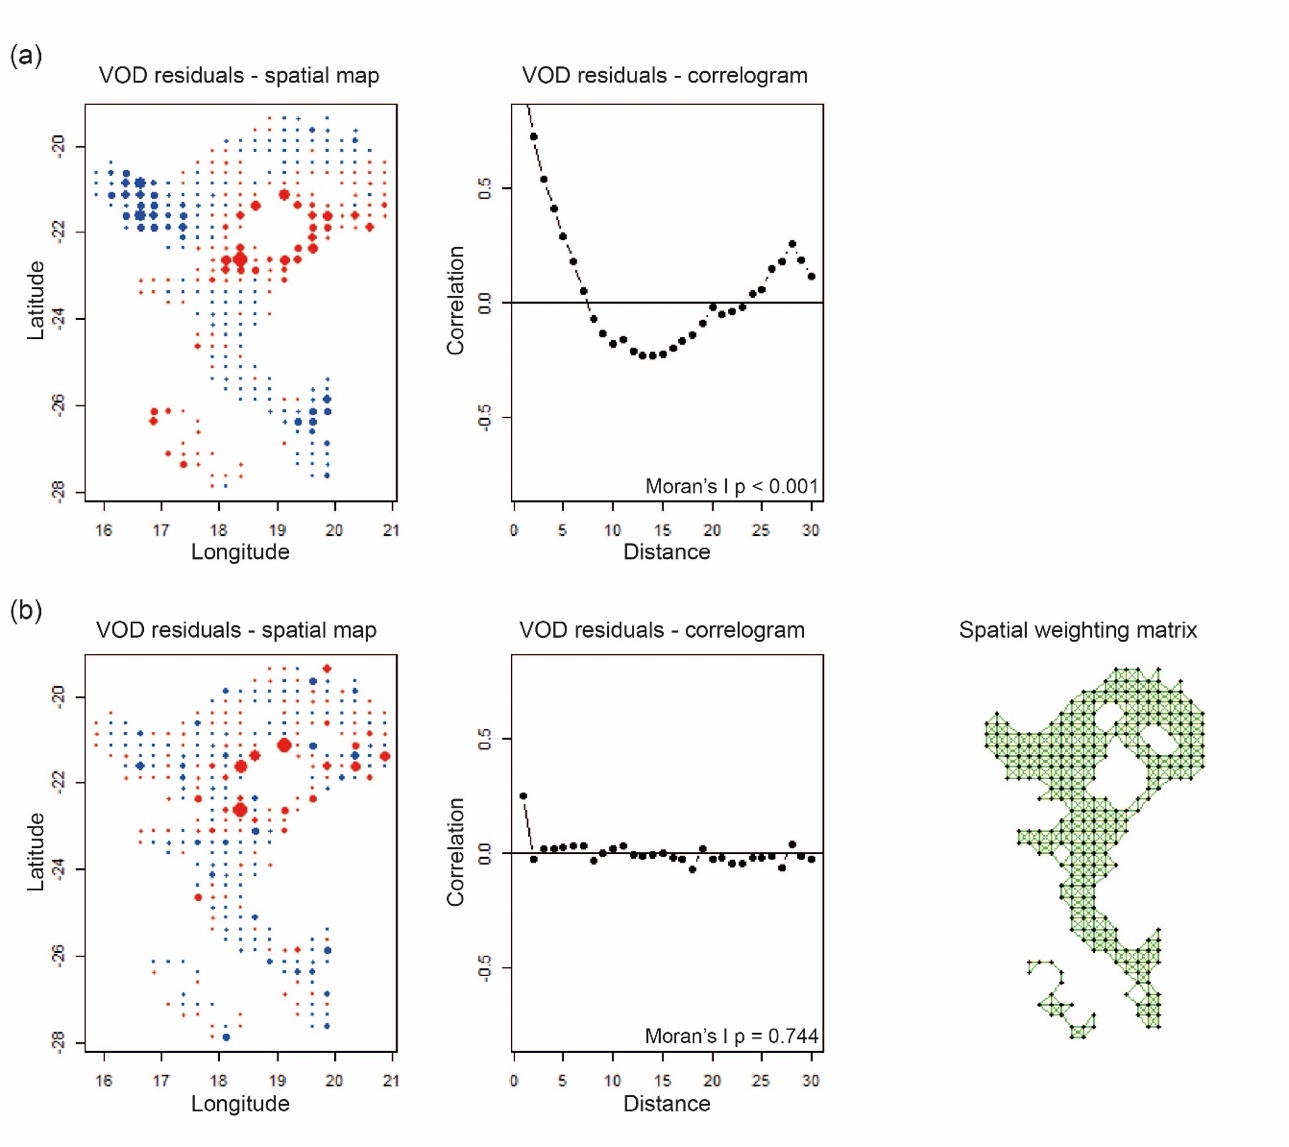 (a)
VOD residuals - spatial map
VOD residuals - correlogram
-20
-22
-24
-26
-28
Latitude
16 17 18 19 20 21
Longitude
0.5
0.0
-0.5
Correlation
Moran's I p < 0.001
0 5 10 15 20 25 30
Distance
(b)
VOD residuals - spatial map
VOD residuals - correlogram
Spatial weighting matrix
-20
-22
-24
-26
-28
Latitude
16 17 18 19 20 21
Longitude
0.5
0.0
-0.5
Correlation
Moran's I p = 0.744
0 5 10 15 20 25 30
Distance